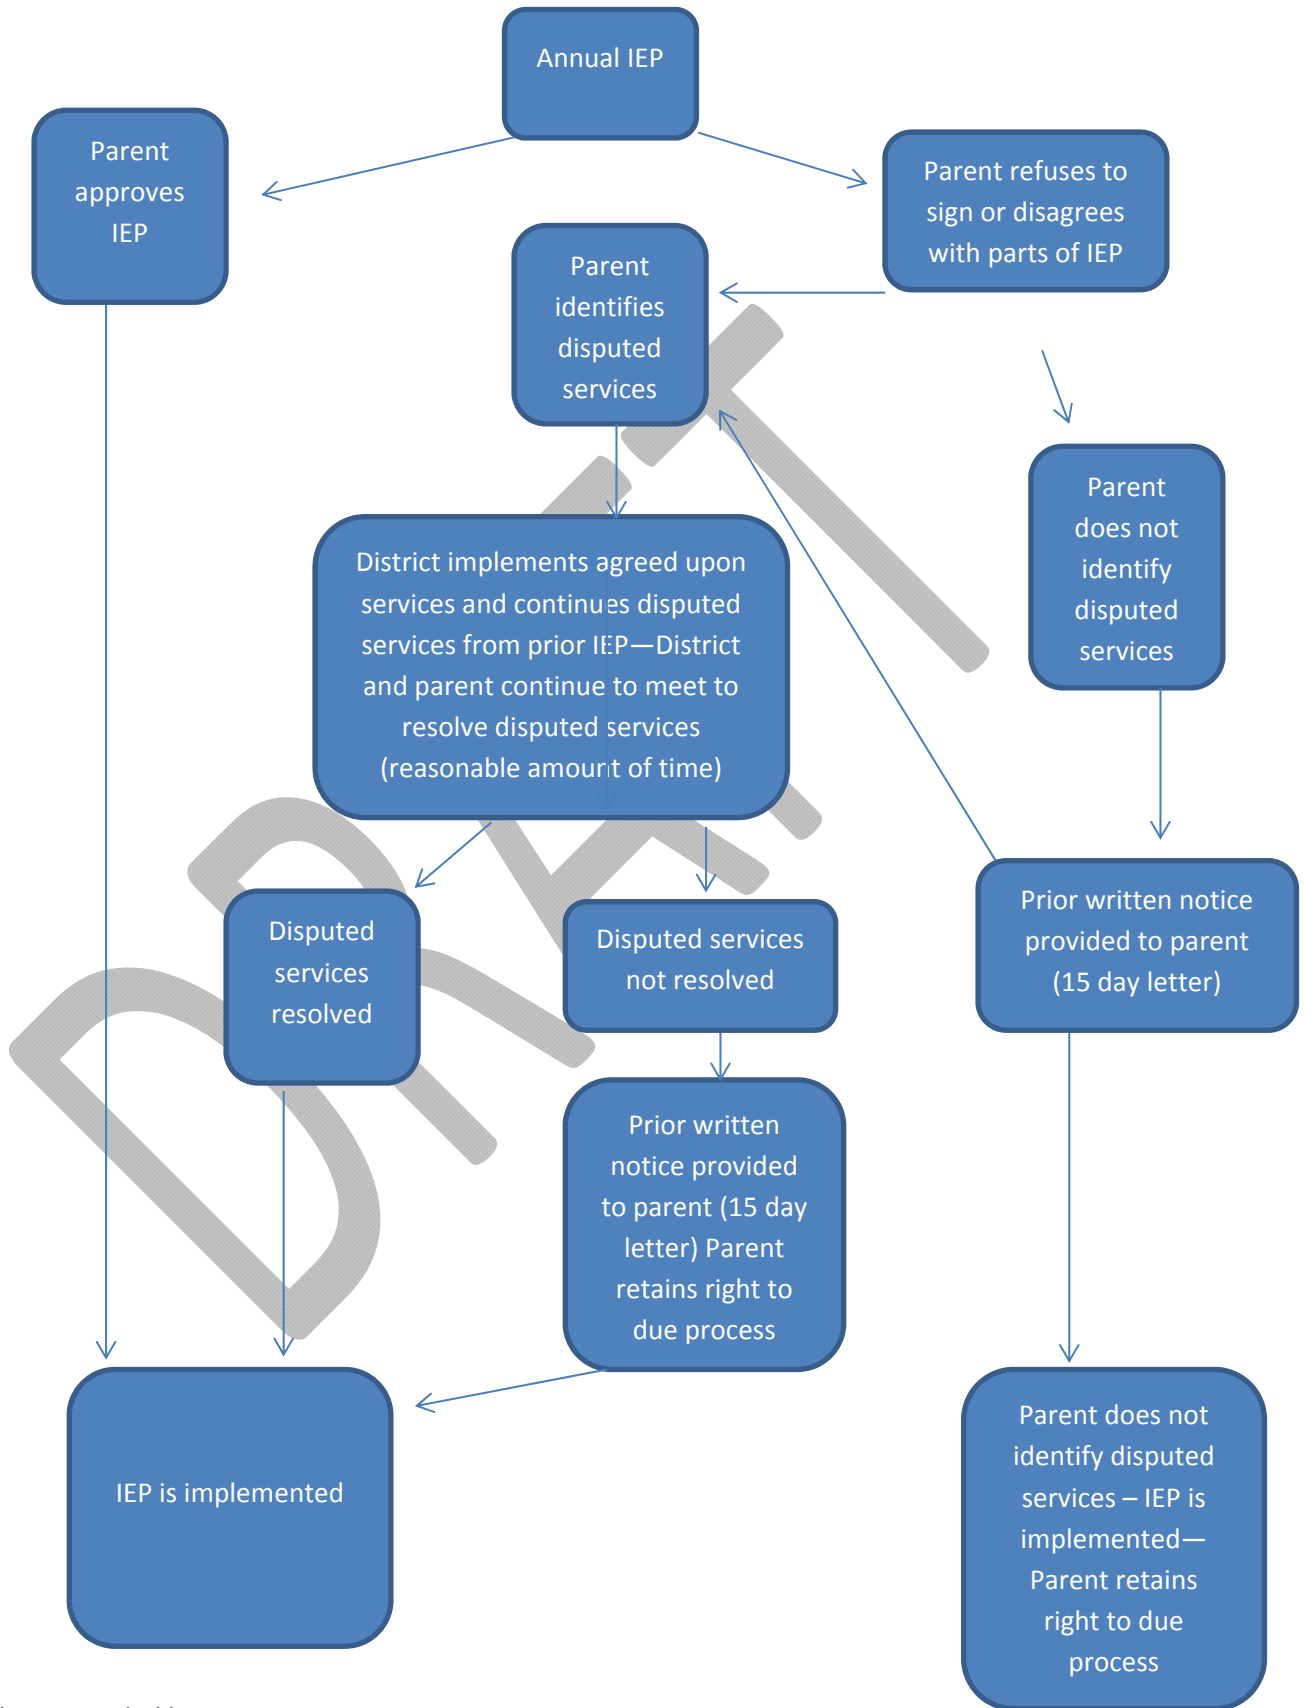 Annual IEP
Parent
approves
IEP
Parent refuses to
sign or disagrees
with parts of IEP
Parent
identifies
disputed
services
Parent
does not
identify
disputed
services
District implements agreed upon
services and continues disputed
services from prior IEP—District
and parent continue to meet to
resolve disputed services
(reasonable amount of time)
Disputed
services
resolved
Disputed services
not resolved
Prior written notice
provided to parent
(15 day letter)
Prior written
notice provided
to parent (15 day
letter) Parent
retains right to
due process
IEP is implemented
Parent does not
identify disputed
services – IEP is
implemented—
Parent retains
right to due
process
DRAFT